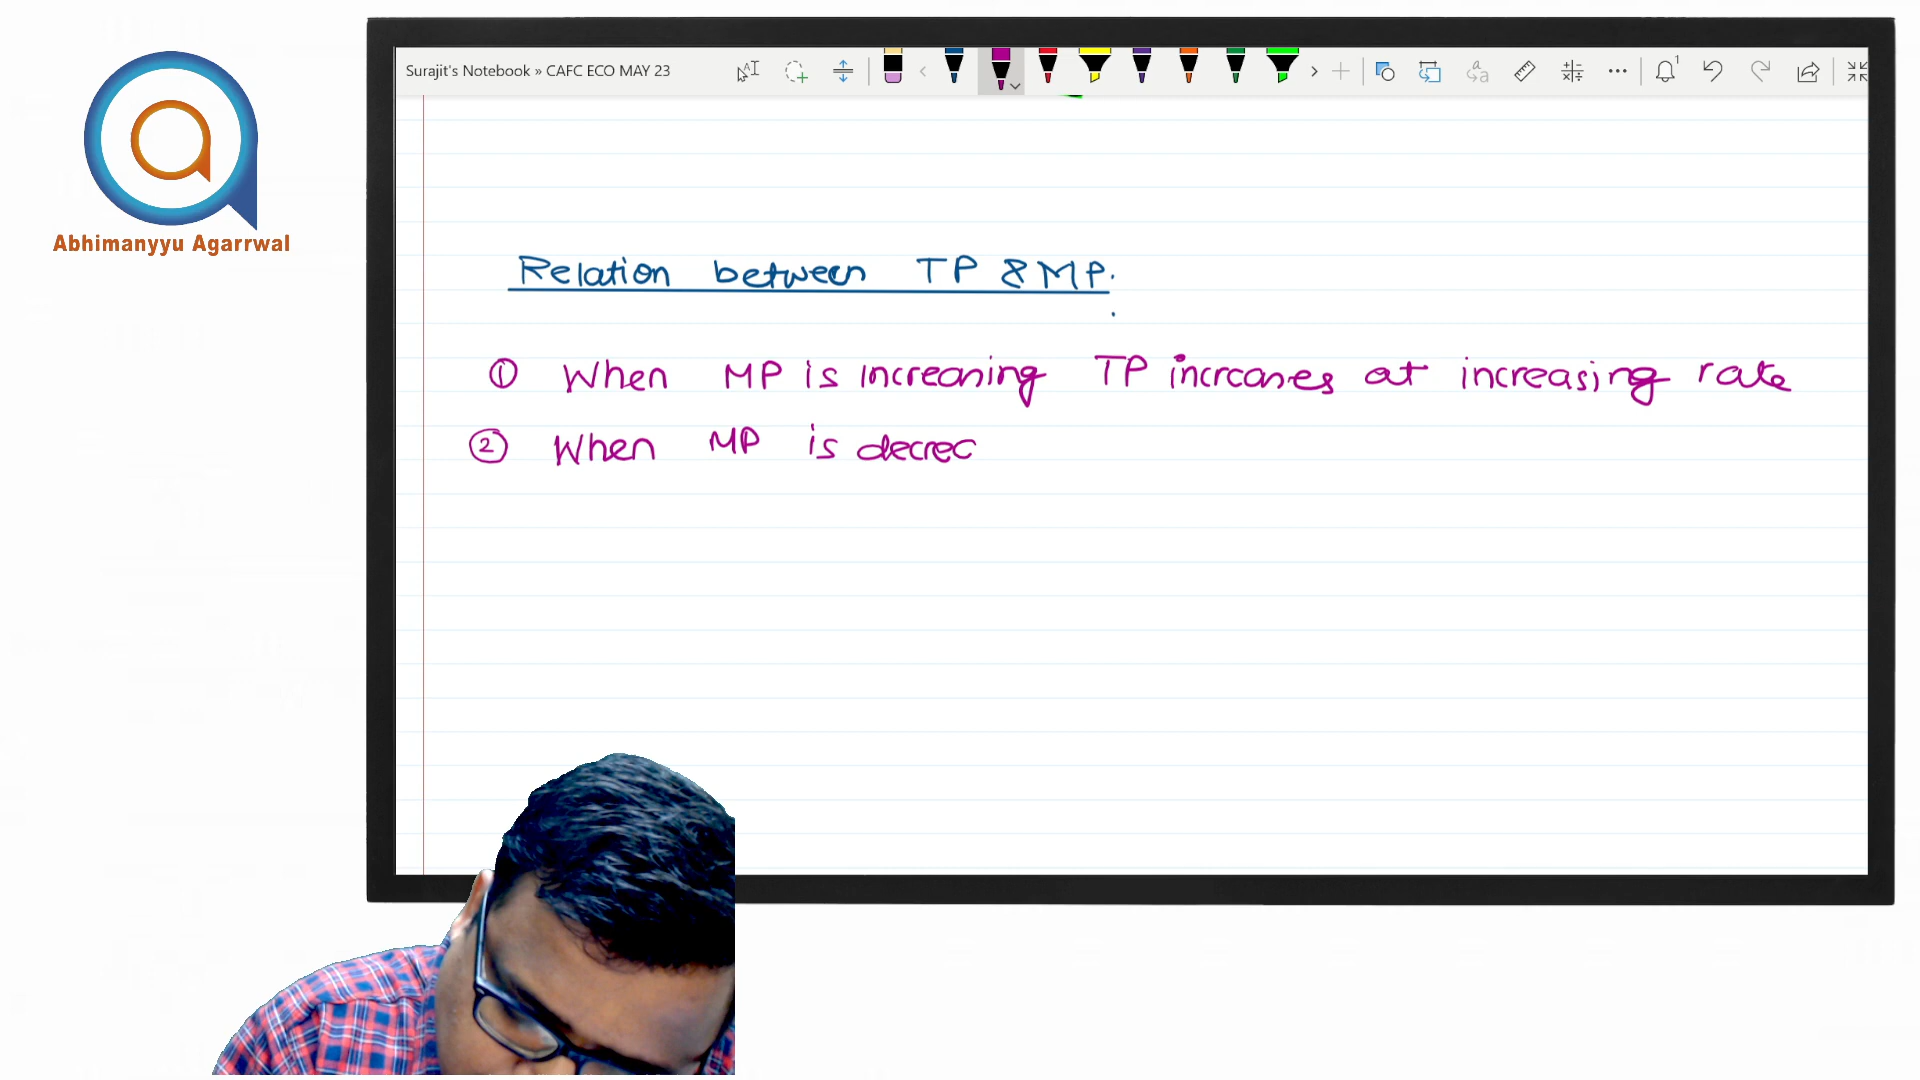 Surajit's Notebook » CAFC ECO MAY 23
Abhimanyyu Agarrwal
Relation between TP & MP.
① When MP is increasing TP increases at increasing rate
② When MP is decrea